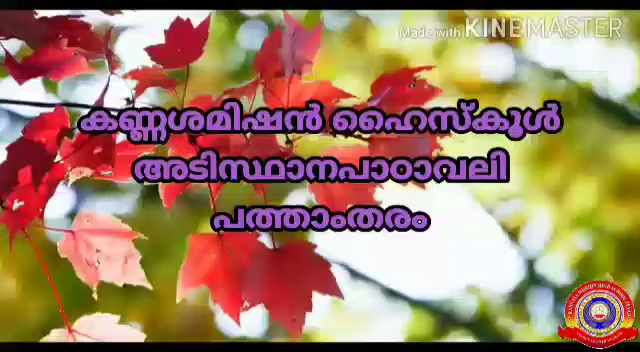 Made with KINEMASTER
കണ്ണശമിഷൻ ഹൈസ്കൂൾ
അടിസ്ഥാനപാഠാവലി
പത്താംതരം